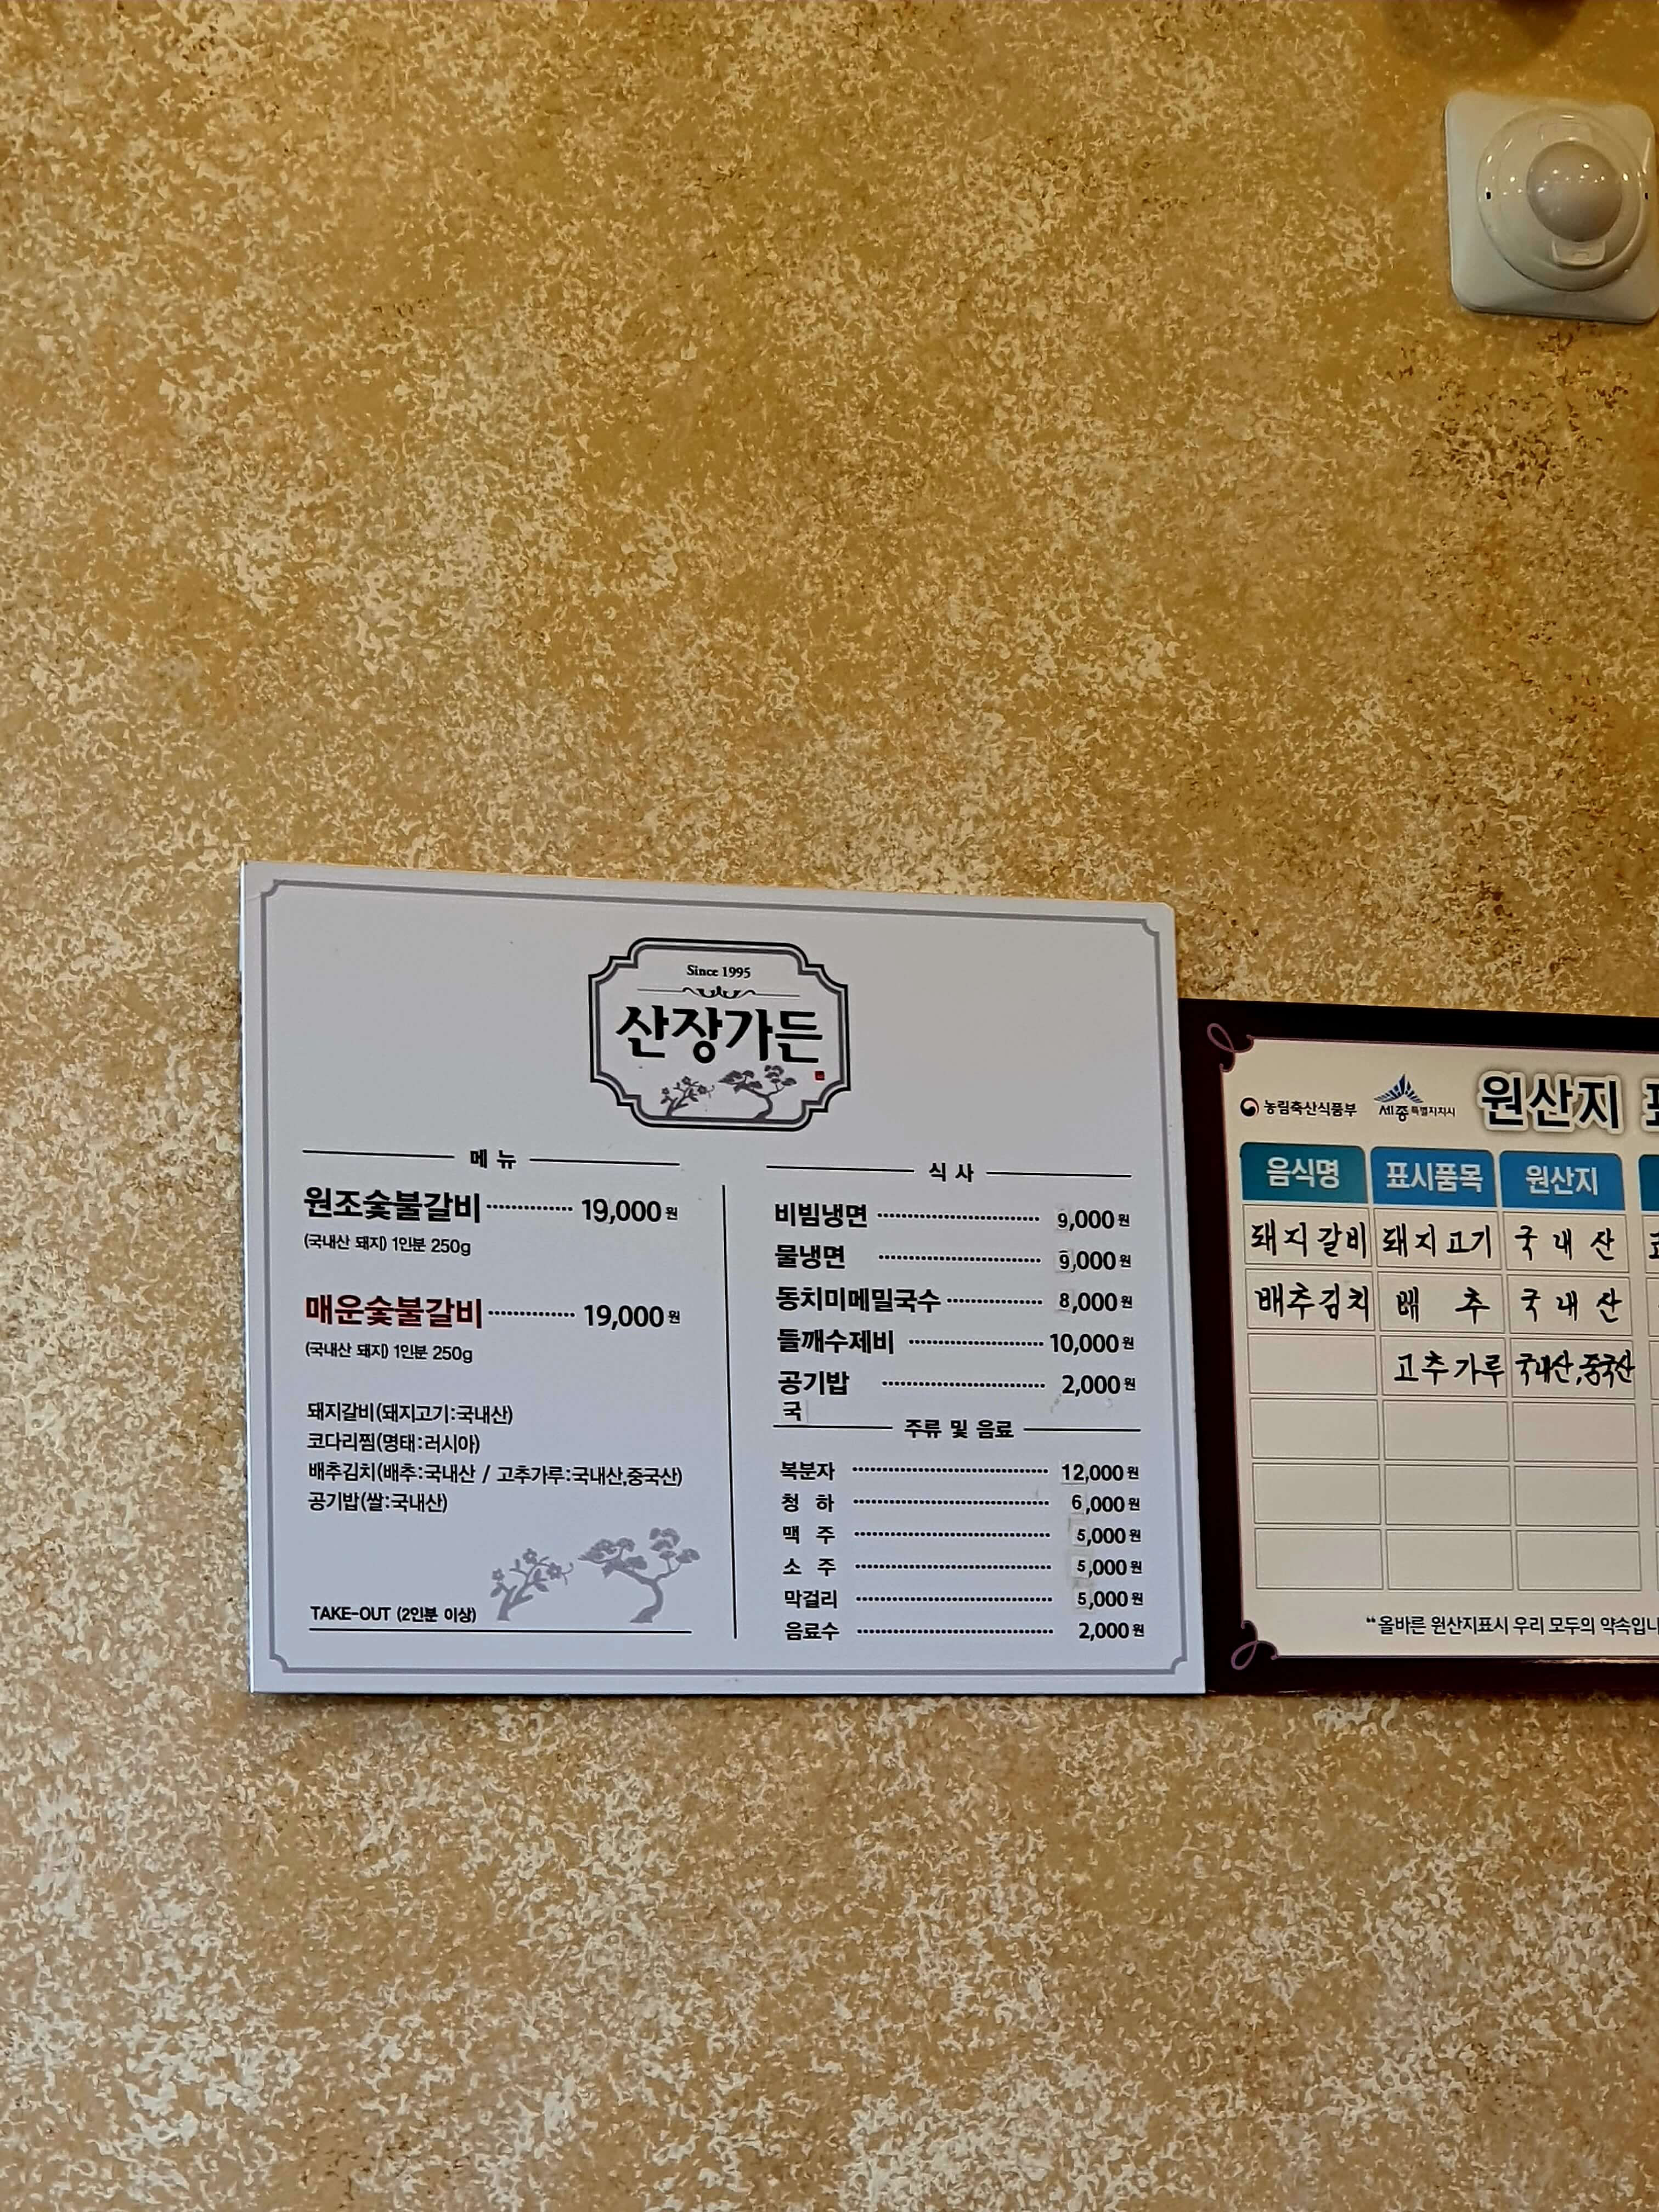 Since 1995
산장가든
메뉴
원조숯불갈비 ············ 19,000원
(국내산 돼지) 1인분 250g
매운숯불갈비 ············ 19,000원
(국내산 돼지) 1인분 250g
돼지갈비(돼지고기:국내산)
코다리찜(명태:러시아)
배추김치(배추:국내산 / 고추가루:국내산,중국산)
공기밥(쌀:국내산)
TAKE-OUT (2인분 이상)
식사
비빔냉면 ············ 9,000원
물냉면 ············ 9,000원
동치미메밀국수 ············ 8,000원
들깨수제비 ············ 10,000원
공기밥 ············ 2,000원
국
주류 및 음료
복분자 ············ 12,000원
청 하 ············ 6,000원
맥 주 ············ 5,000원
소 주 ············ 5,000원
막걸리 ············ 5,000원
음료수 ············ 2,000원
농림축산식품부 세종특별자치시 원산지
음식명 표시품목 원산지
돼지갈비 돼지고기 국내산
배추김치 배 추 국내산
고추가루 국내산,중국산
"올바른 원산지표시 우리 모두의 약속입니